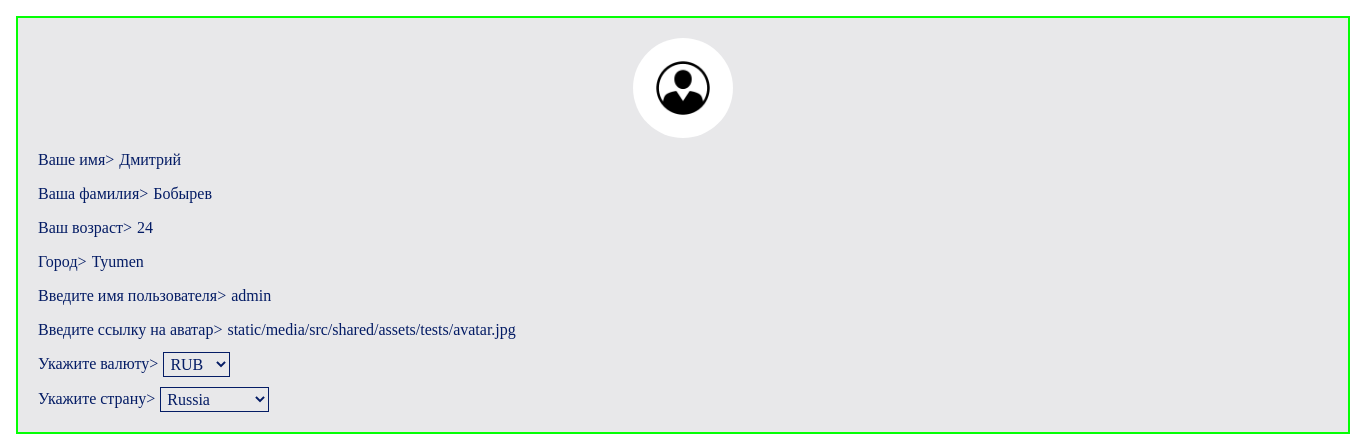 Ваше имя> Дмитрий
Ваша фамилия> Бобырев
Ваш возраст> 24
Город> Tyumen
Введите имя пользователя> admin
Введите ссылку на аватар> static/media/src/shared/assets/tests/avatar.jpg
Укажите валюту> RUB
Укажите страну> Russia